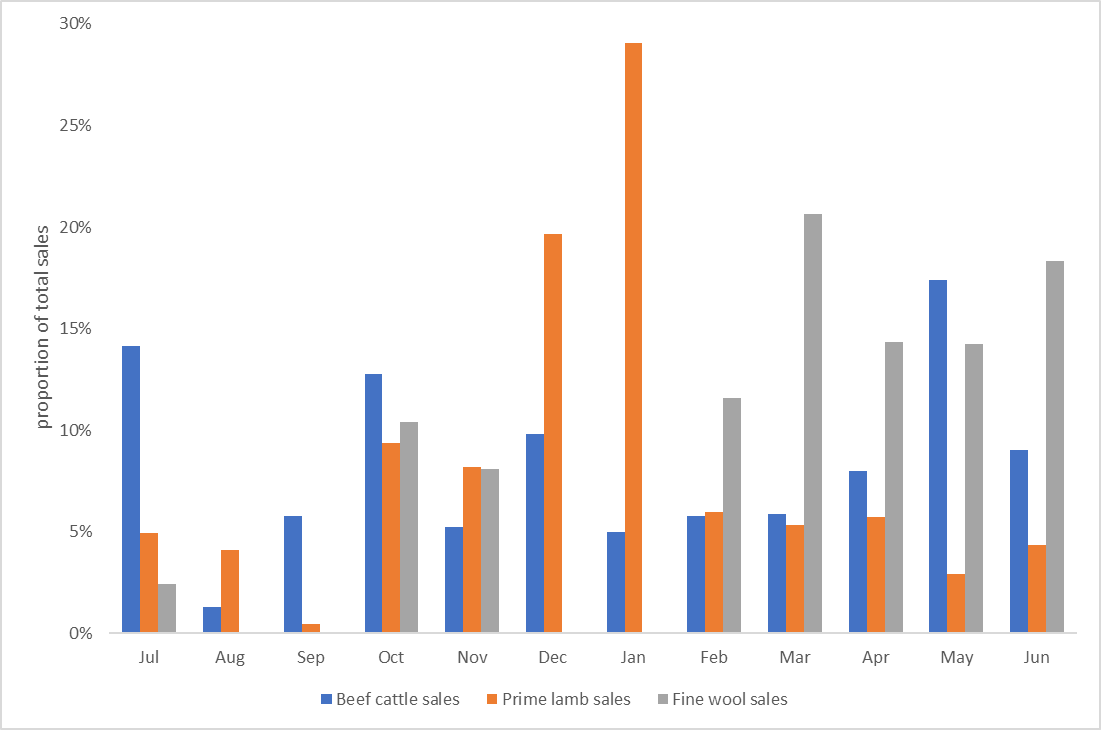 30%
25%
20%
15%
10%
5%
0%
proportion of total sales
Jul Aug Sep Oct Nov Dec Jan Feb Mar Apr May Jun
Beef cattle sales Prime lamb sales Fine wool sales